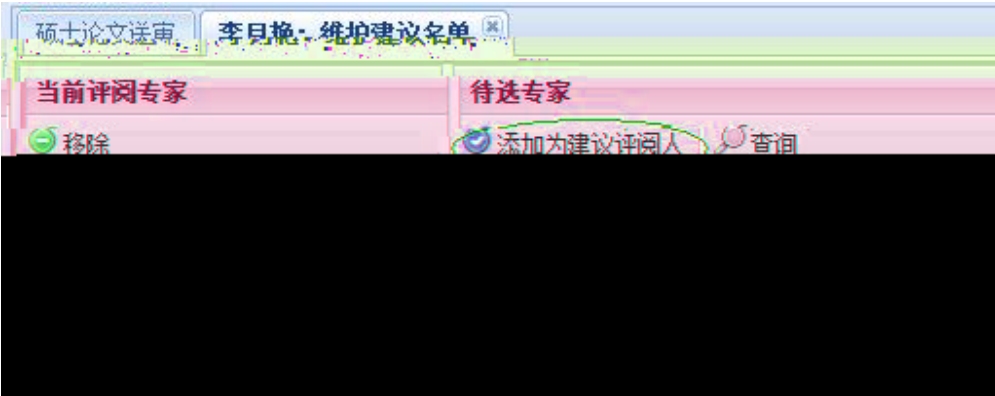 硕士论文送审 李月艳- 维护建议名单
当前评阅专家 待选专家
移除 添加为建议评阅人 查询